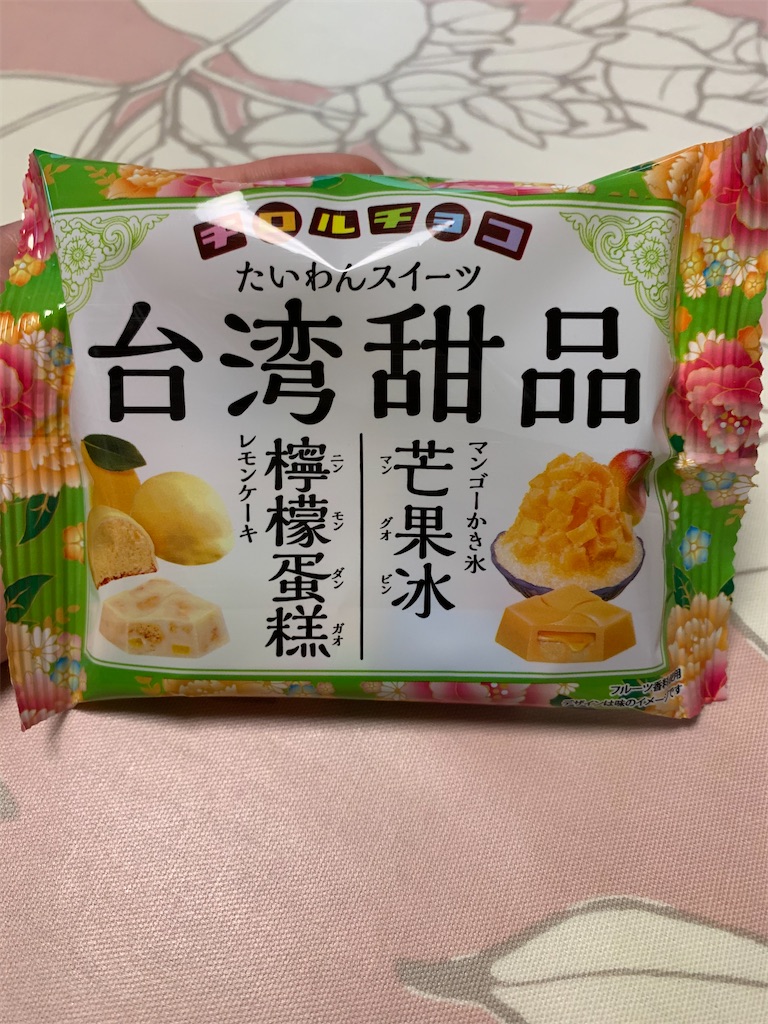 チロルチョコ
たいわんスイーツ
台湾甜品
マンゴーかき氷
芒果冰
マン グオ ビン
檸檬蛋糕
ニン モン ダン ガオ
レモンケーキ
フルーツ香料使用
デザインは味のイメージです